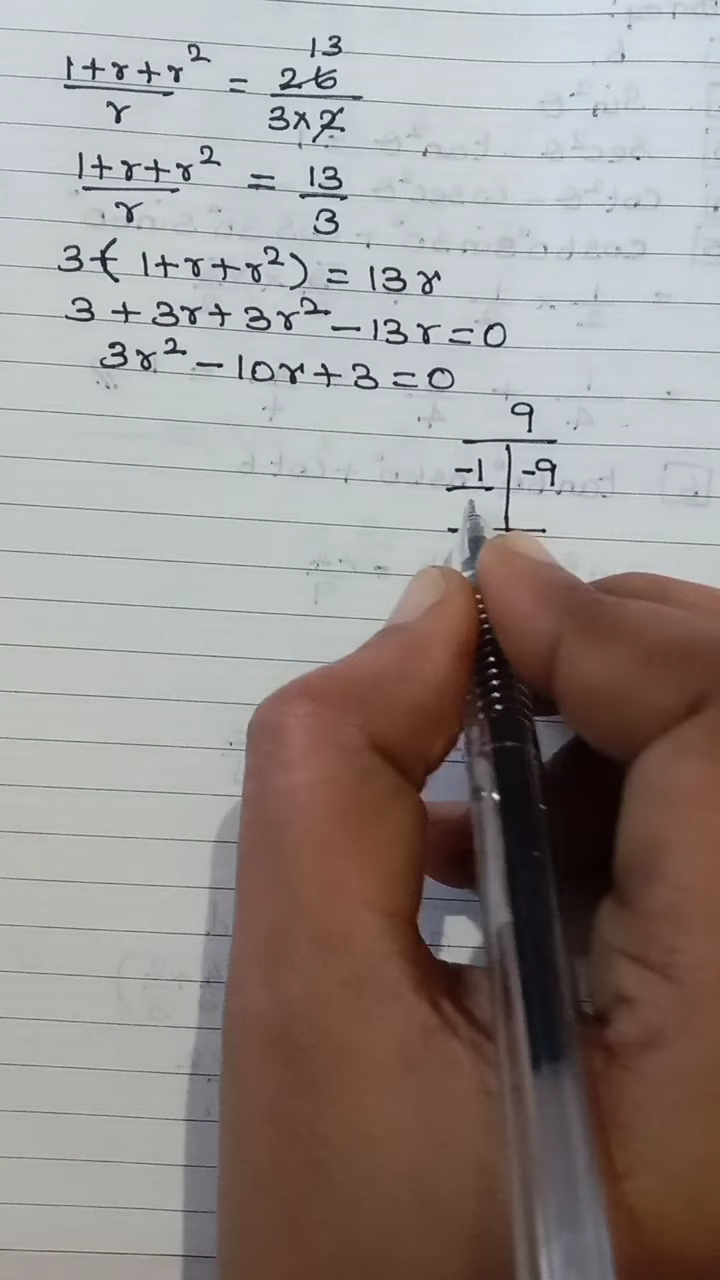 13
(1+r+r²)/r = 26/(3×2)
(1+r+r²)/r = 13/3
3(1+r+r²) = 13r
3+3r+3r²-13r=0
3r²-10r+3=0
9
-1 | -9